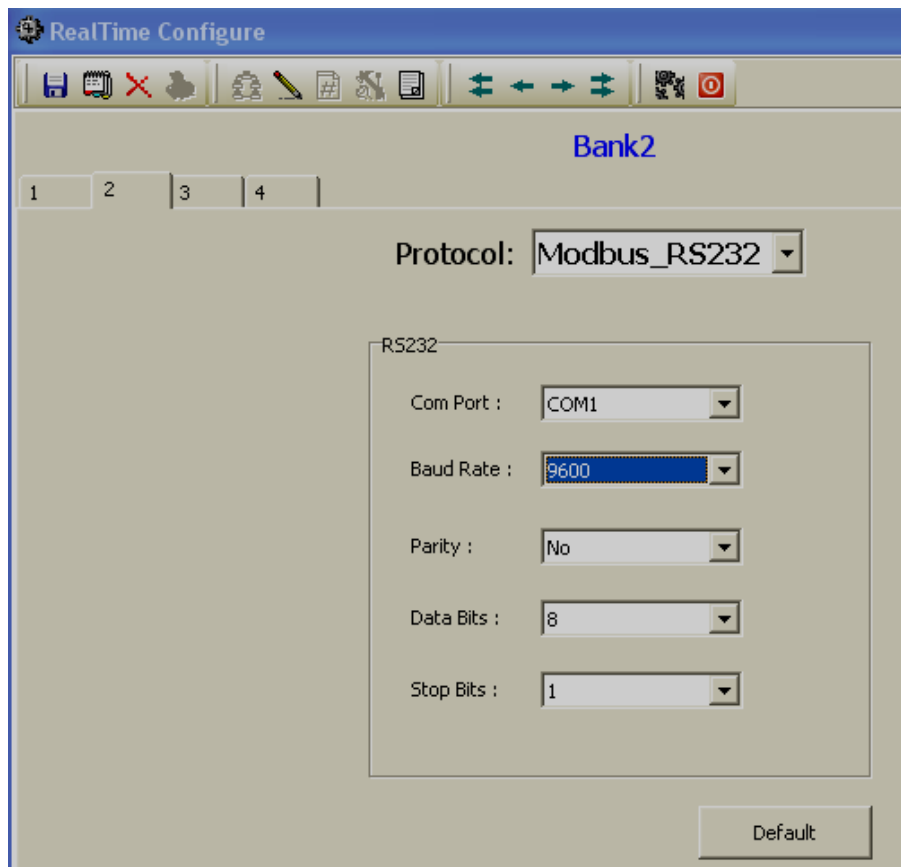 RealTime Configure
Bank2
1 2 3 4
Protocol: Modbus_RS232
RS232
Com Port : COM1
Baud Rate : 9600
Parity : No
Data Bits : 8
Stop Bits : 1
Default